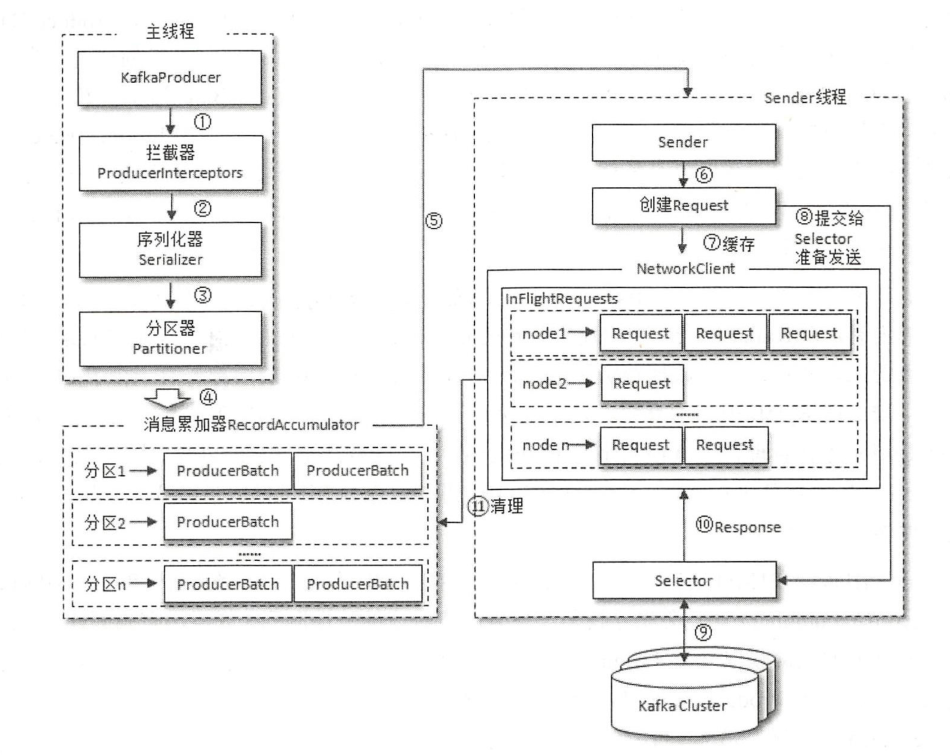 主线程
KafkaProducer
①
拦截器
ProducerInterceptors
②
序列化器
Serializer
③
分区器
Partitioner
④
消息累加器RecordAccumulator
分区1 ProducerBatch ProducerBatch
分区2 ProducerBatch
......
分区n ProducerBatch ProducerBatch
⑤
Sender线程
Sender
⑥
创建Request
⑦缓存
⑧提交给
Selector
准备发送
NetworkClient
InFlightRequests
node1 Request Request Request
node2 Request
......
node n Request Request
⑪清理
⑩Response
Selector
⑨
Kafka Cluster